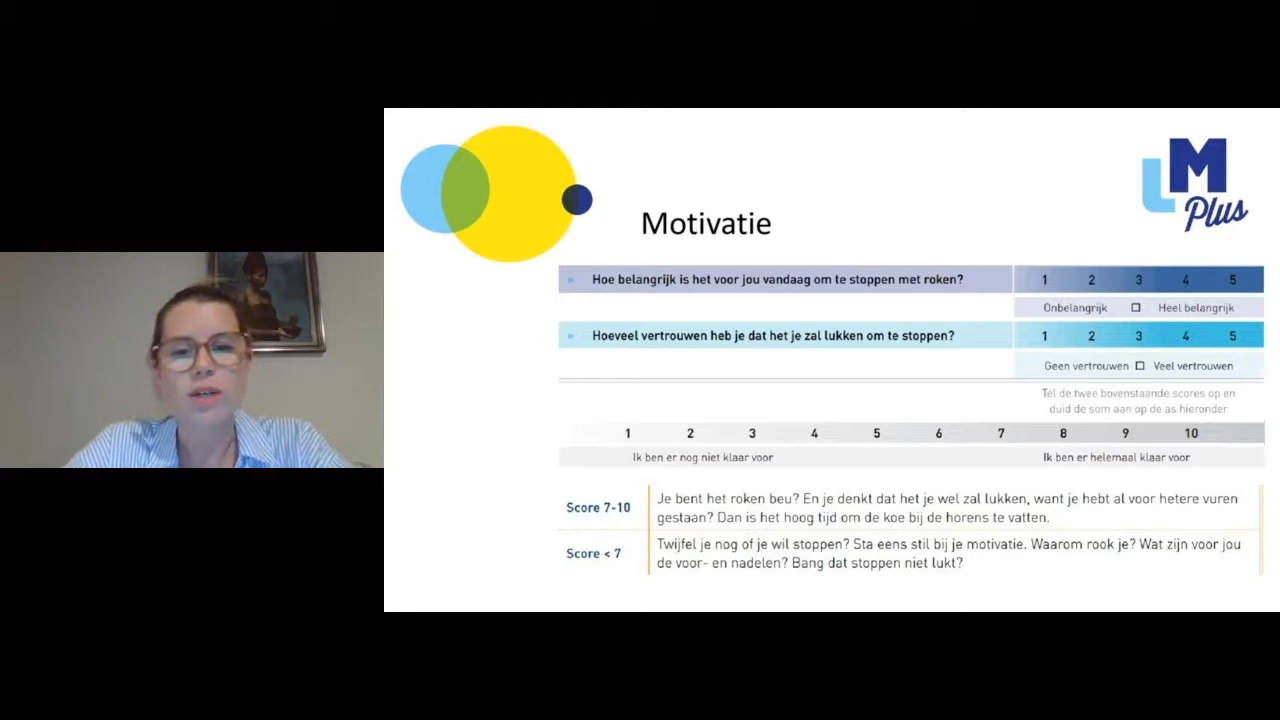 LM
Plus
Motivatie
» Hoe belangrijk is het voor jou vandaag om te stoppen met roken? 1 2 3 4 5
Onbelangrijk Heel belangrijk
» Hoeveel vertrouwen heb je dat het je zal lukken om te stoppen? 1 2 3 4 5
Geen vertrouwen Veel vertrouwen
Tel de twee bovenstaande scores op en
duid de som aan op de as hieronder
1 2 3 4 5 6 7 8 9 10
Ik ben er nog niet klaar voor Ik ben er helemaal klaar voor
Score 7-10
Je bent het roken beu? En je denkt dat het je wel zal lukken, want je hebt al voor hetere vuren
gestaan? Dan is het hoog tijd om de koe bij de horens te vatten.
Score < 7
Twijfel je nog of je wil stoppen? Sta eens stil bij je motivatie. Waarom rook je? Wat zijn voor jou
de voor- en nadelen? Bang dat stoppen niet lukt?